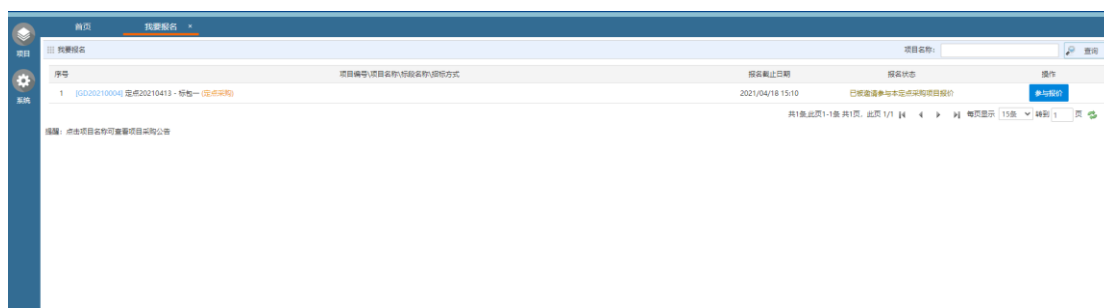 首页 我要报名 ×
项目
我要报名 项目名称： 查询
序号 项目编号\项目名称\标段名称\招标方式 报名截止日期 报名状态 操作
系统
1 [GD20210004] 定点20210413 - 标包一 (定点采购) 2021/04/18 15:10 已被邀请参与本定点采购项目报价 参与报价
共1条,此页1-1条 共1页, 此页 1/1 每页显示 15条 转到 1 页
提醒：点击项目名称可查看项目采购公告